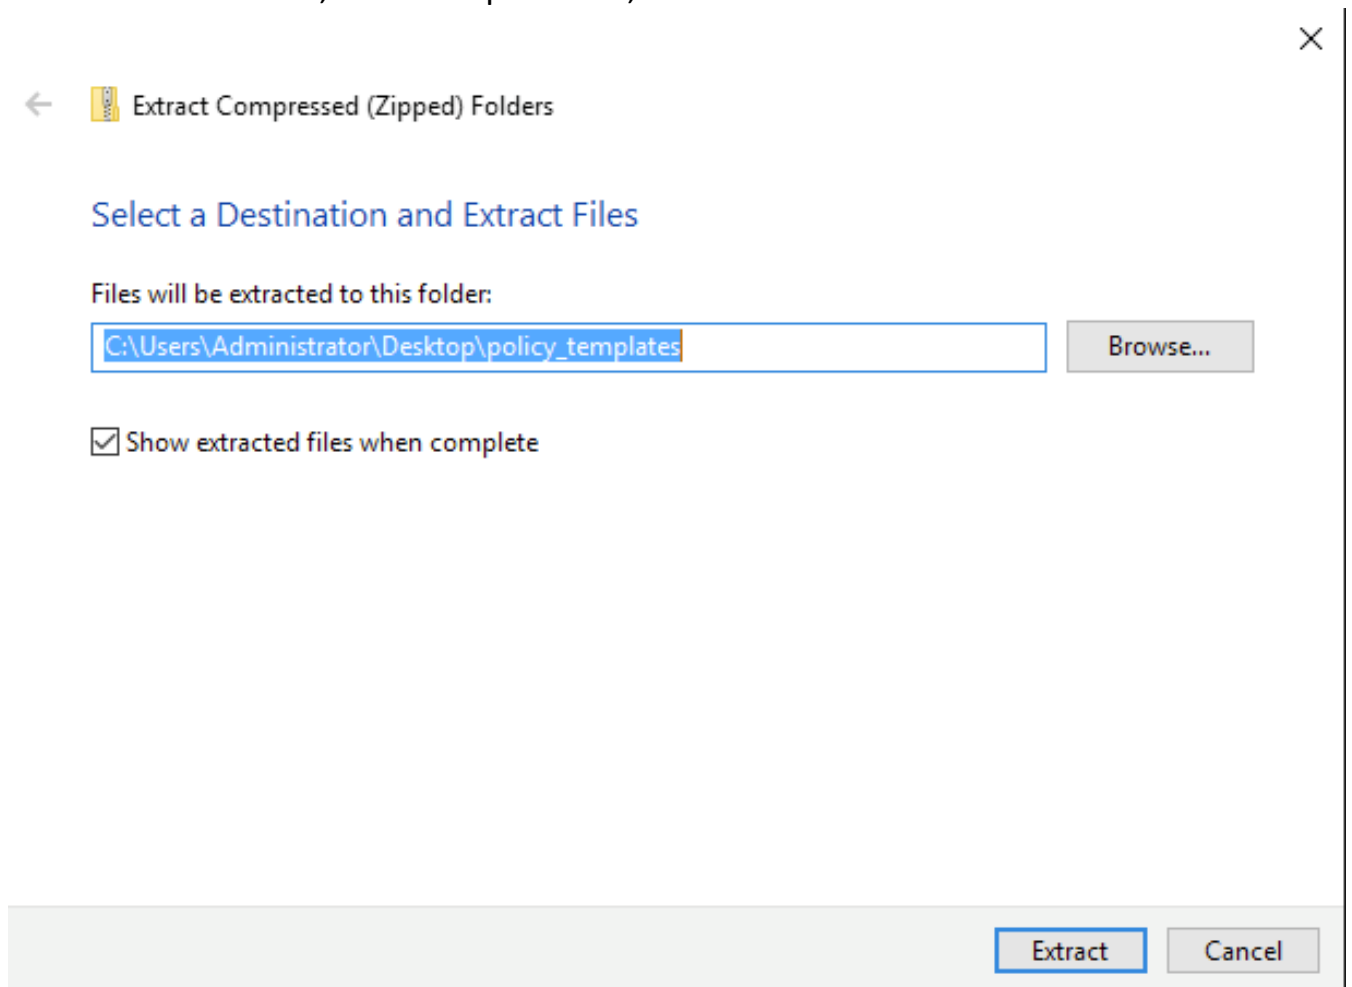 Extract Compressed (Zipped) Folders
Select a Destination and Extract Files
Files will be extracted to this folder:
C:\Users\Administrator\Desktop\policy_templates
Browse...
Show extracted files when complete
Extract
Cancel